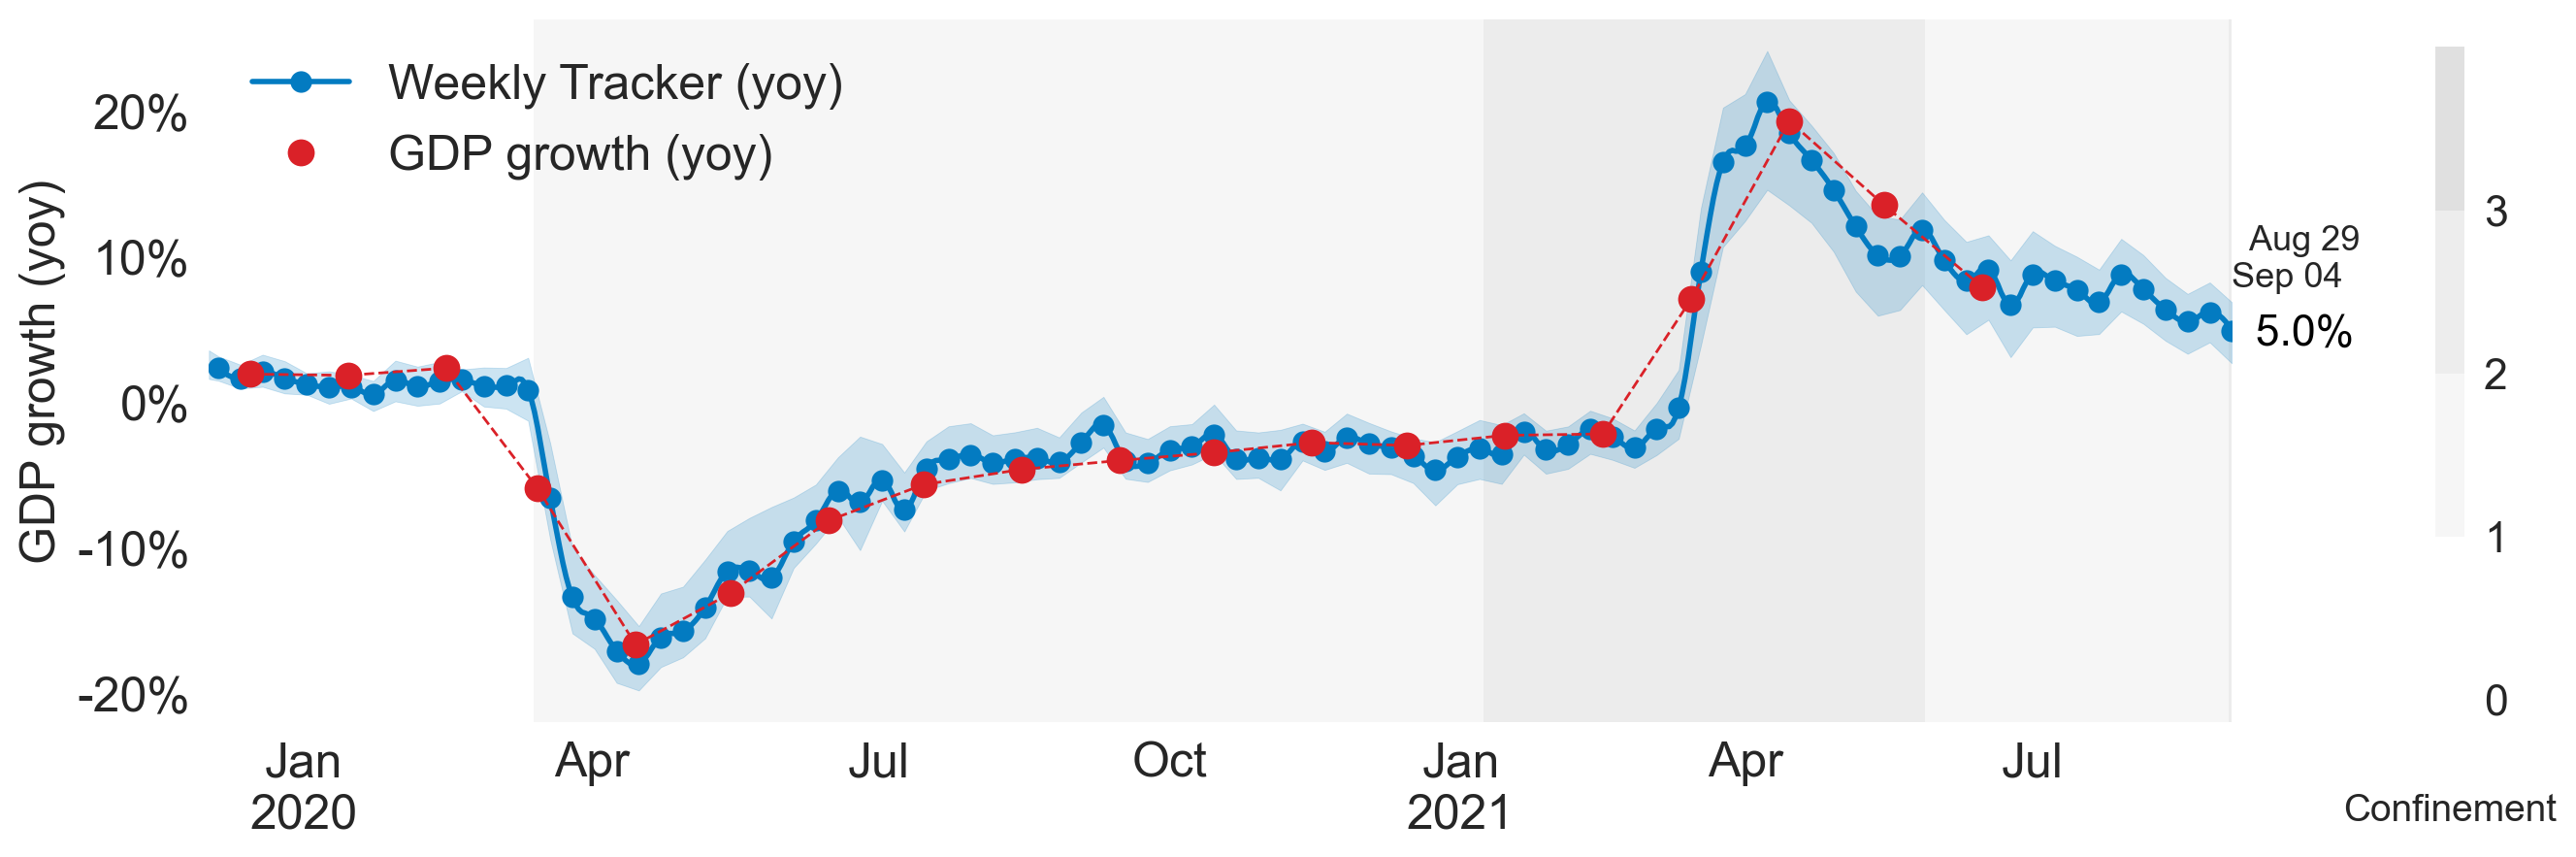 Weekly Tracker (yoy)
GDP growth (yoy)
GDP growth (yoy)
20%
10%
0%
-10%
-20%
Jan
2020
Apr
Jul
Oct
Jan
2021
Apr
Jul
Aug 29
Sep 04
5.0%
3
2
1
0
Confinement